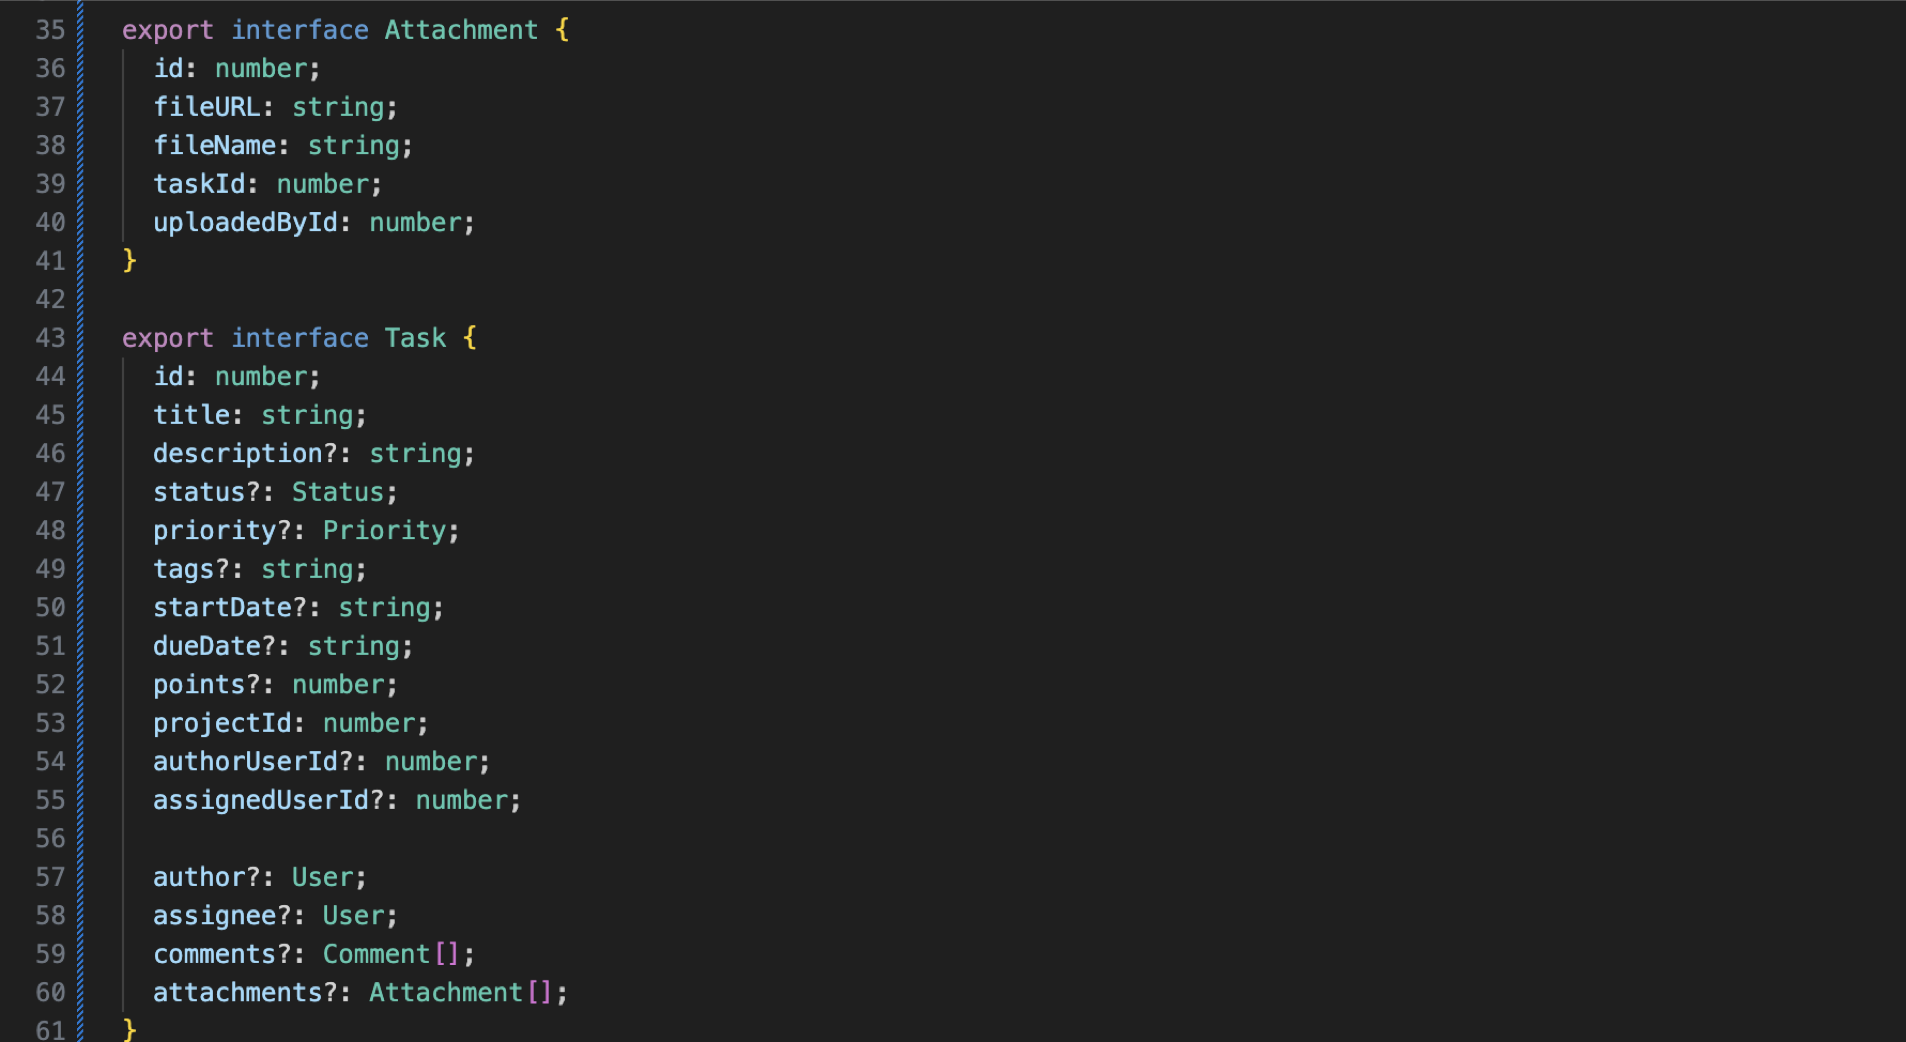 35 export interface Attachment {
36 id: number;
37 fileURL: string;
38 fileName: string;
39 taskId: number;
40 uploadedById: number;
41 }
42
43 export interface Task {
44 id: number;
45 title: string;
46 description?: string;
47 status?: Status;
48 priority?: Priority;
49 tags?: string;
50 startDate?: string;
51 dueDate?: string;
52 points?: number;
53 projectId: number;
54 authorUserId?: number;
55 assignedUserId?: number;
56
57 author?: User;
58 assignee?: User;
59 comments?: Comment[];
60 attachments?: Attachment[];
61 }